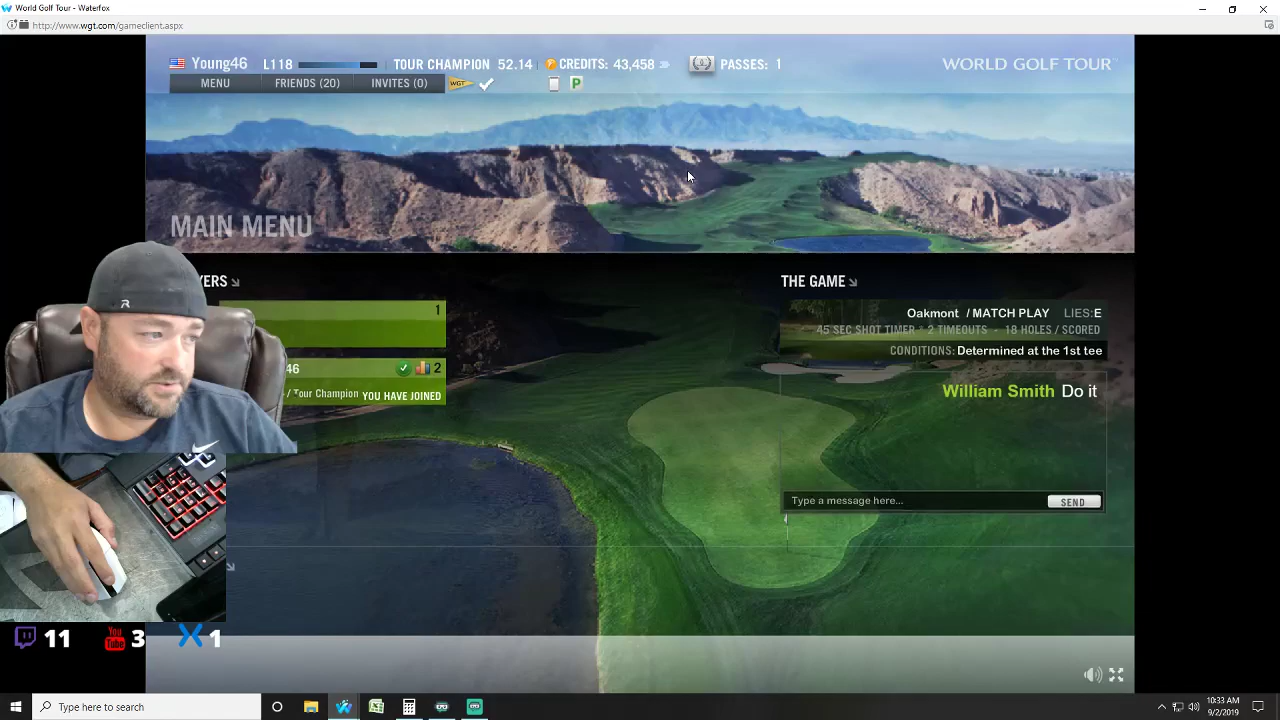 World Golf Tour - Waterfox
http://www.wgt.com/gameclient.aspx
Young46 L118 TOUR CHAMPION 52.14 CREDITS: 43,458 PASSES: 1 WORLD GOLF TOUR
MENU FRIENDS (20) INVITES (0) WGT P
MAIN MENU
YERS THE GAME
1
Oakmont / MATCH PLAY LIES:E
45 SEC SHOT TIMER 2 TIMEOUTS - 18 HOLES / SCORED
CONDITIONS: Determined at the 1st tee
46 2
/ Tour Champion YOU HAVE JOINED
William Smith Do it
Type a message here... SEND
11 You Tube 3 1
Type here to search
10:33 AM
9/2/2019